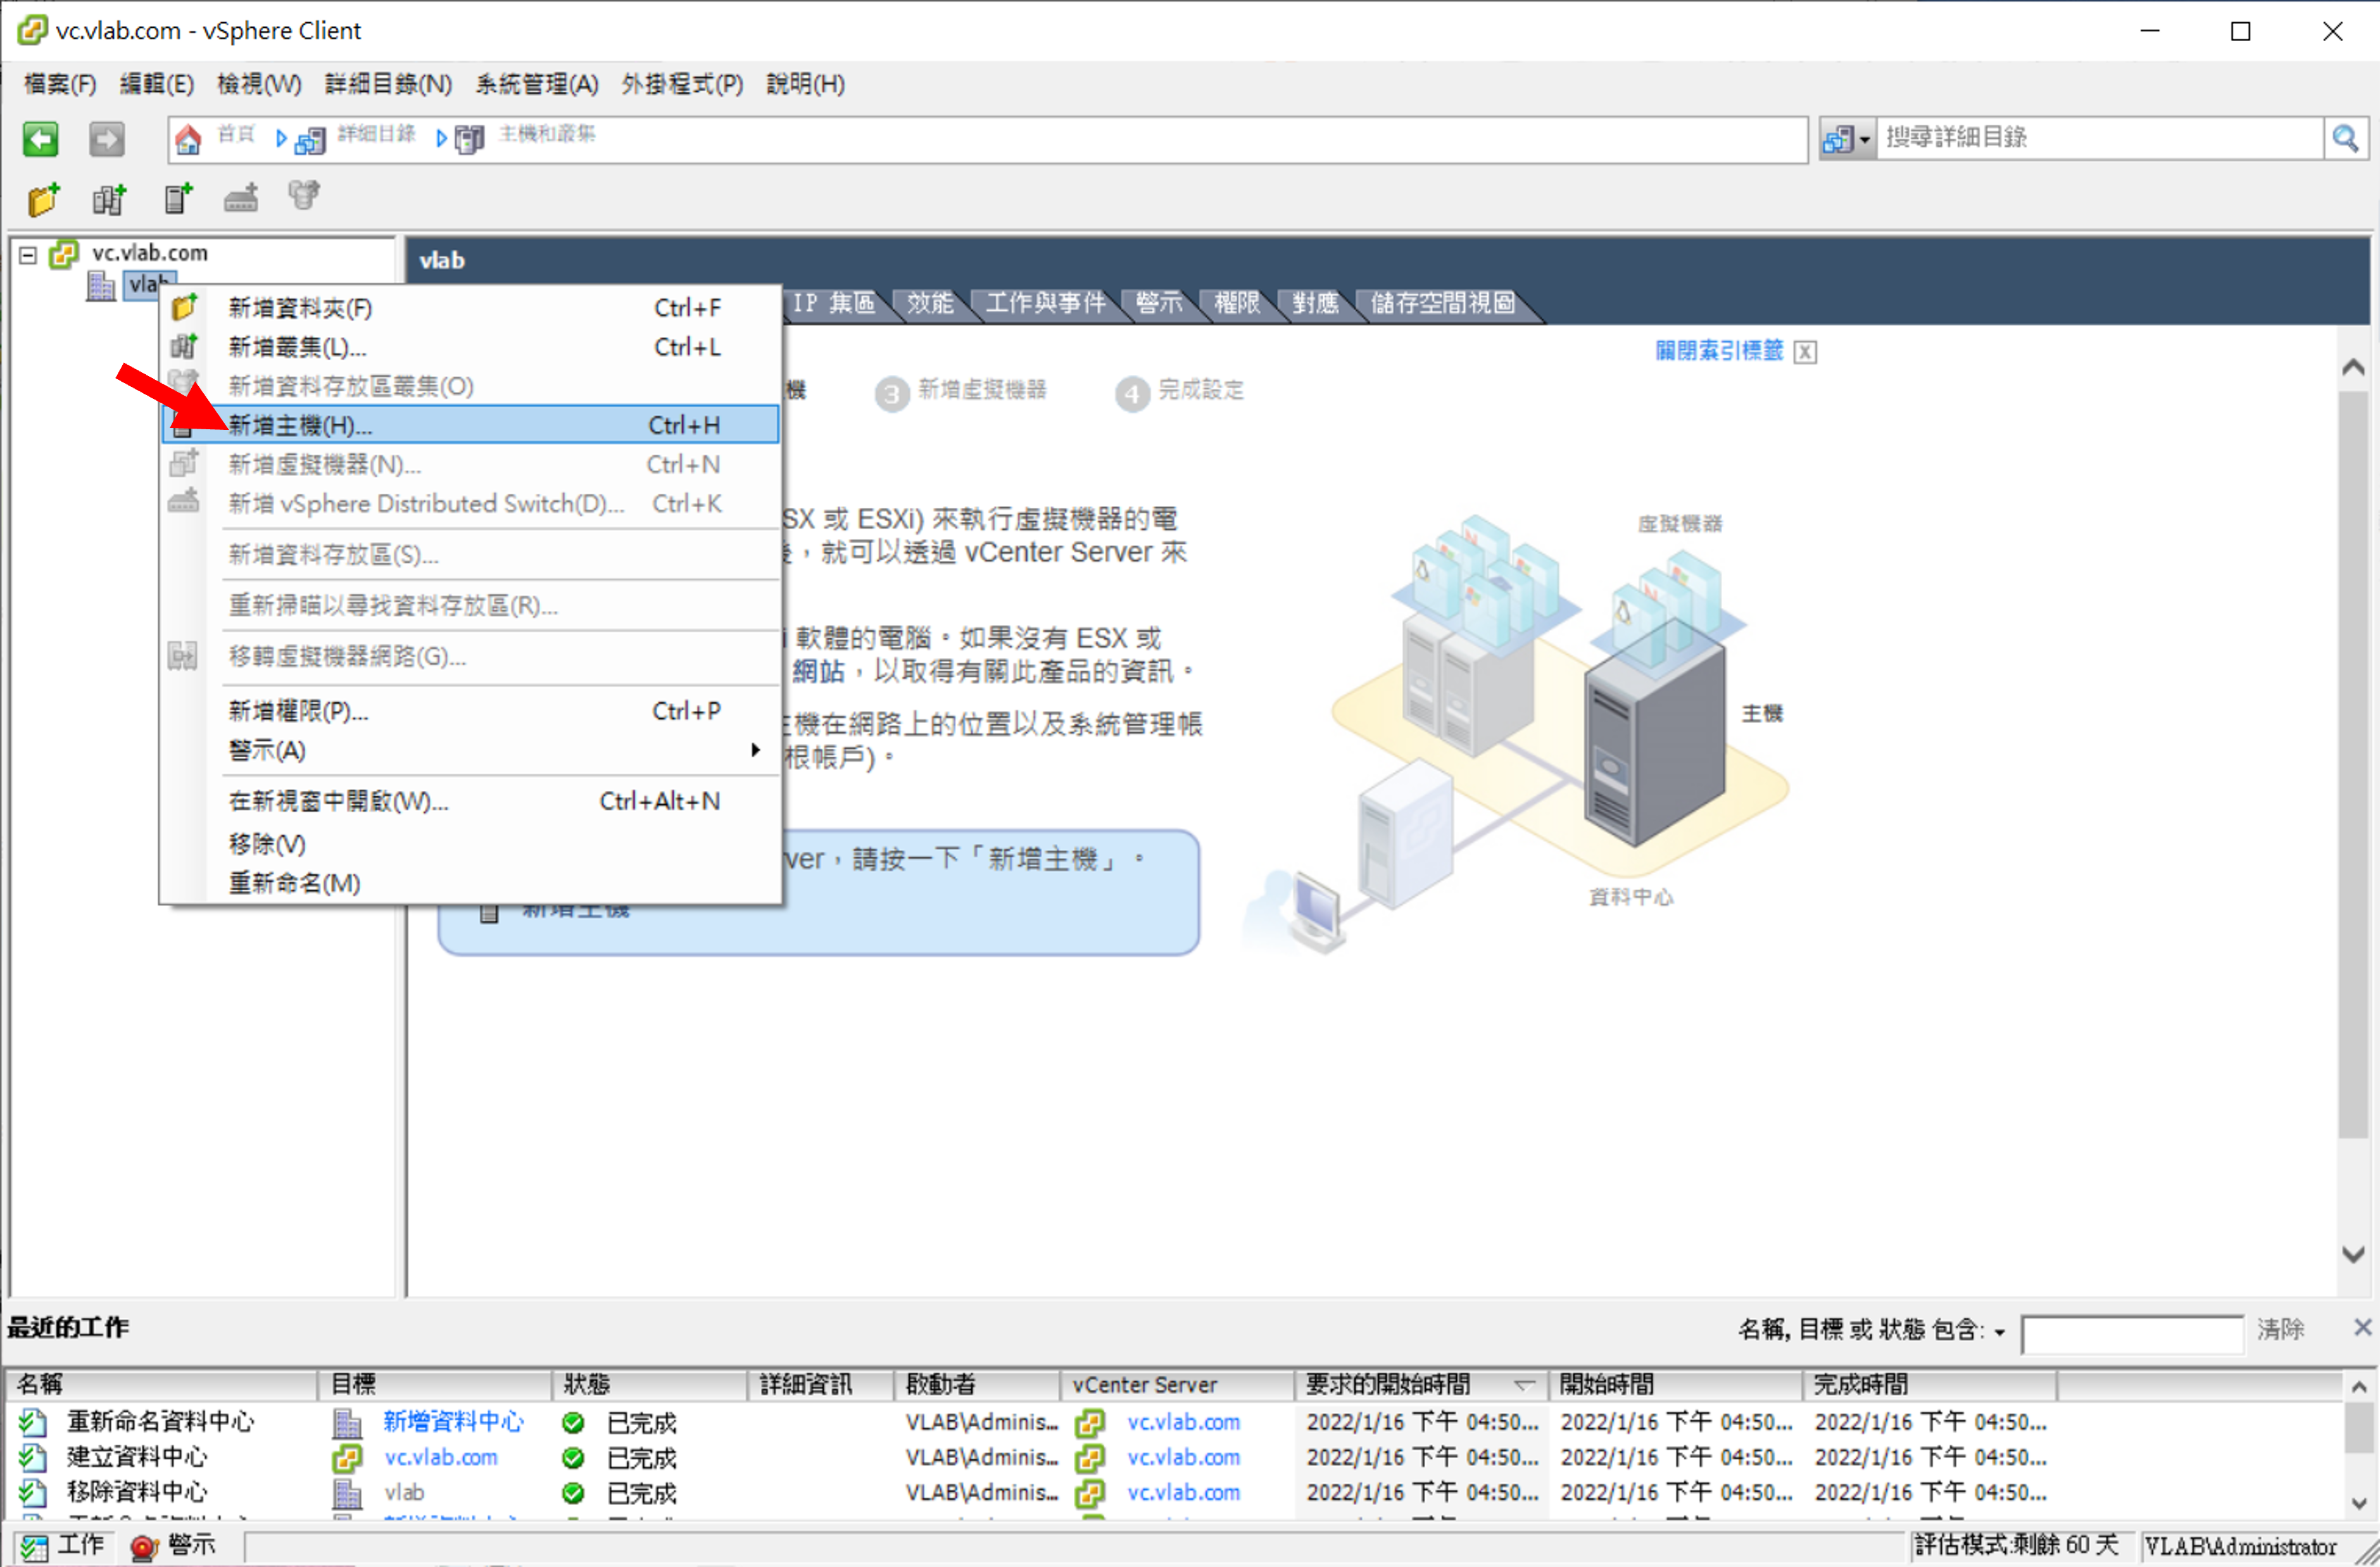 vc.vlab.com - vSphere Client
檔案(F) 編輯(E) 檢視(W) 詳細目錄(N) 系統管理(A) 外掛程式(P) 說明(H)
首頁 詳細目錄 主機和叢集 搜尋詳細目錄
vc.vlab.com
vlab
vlab
IP 集區 效能 工作與事件 警示 權限 對應 儲存空間視圖
關閉索引標籤 X
新增資料夾(F) Ctrl+F
新增叢集(L)... Ctrl+L
新增資料存放區叢集(O)
新增主機(H)... Ctrl+H
新增虛擬機器(N)... Ctrl+N
新增 vSphere Distributed Switch(D)... Ctrl+K
新增資料存放區(S)...
重新掃瞄以尋找資料存放區(R)...
移轉虛擬機器網路(G)...
新增權限(P)... Ctrl+P
警示(A)
在新視窗中開啟(W)... Ctrl+Alt+N
移除(V)
重新命名(M)
機 3 新增虛擬機器 4 完成設定
SX 或 ESXi) 來執行虛擬機器的電
，就可以透過 vCenter Server 來
i 軟體的電腦。如果沒有 ESX 或
網站，以取得有關此產品的資訊。
機在網路上的位置以及系統管理帳
根帳戶)。
ver，請按一下「新增主機」。
新增主機
虛擬機器
主機
資料中心
最近的工作 名稱, 目標 或 狀態 包含: 清除
名稱 目標 狀態 詳細資訊 啟動者 vCenter Server 要求的開始時間 開始時間 完成時間
重新命名資料中心 新增資料中心 已完成 VLAB\Adminis... vc.vlab.com 2022/1/16 下午 04:50... 2022/1/16 下午 04:50... 2022/1/16 下午 04:50...
建立資料中心 vc.vlab.com 已完成 VLAB\Adminis... vc.vlab.com 2022/1/16 下午 04:50... 2022/1/16 下午 04:50... 2022/1/16 下午 04:50...
移除資料中心 vlab 已完成 VLAB\Adminis... vc.vlab.com 2022/1/16 下午 04:50... 2022/1/16 下午 04:50... 2022/1/16 下午 04:50...
工作 警示 評估模式:剩餘 60 天 VLAB\Administrator